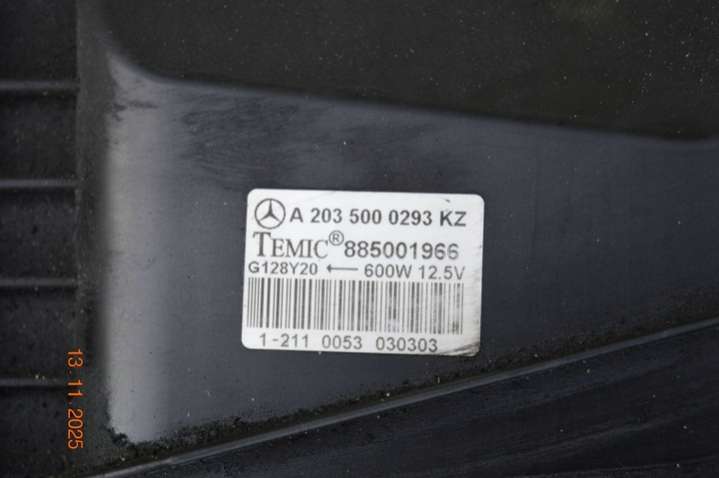 A 203 500 0293 KZ
TEMIC® 885001966
G128Y20 ← 600W 12.5V
1-211 0053 030303
13 11 2025